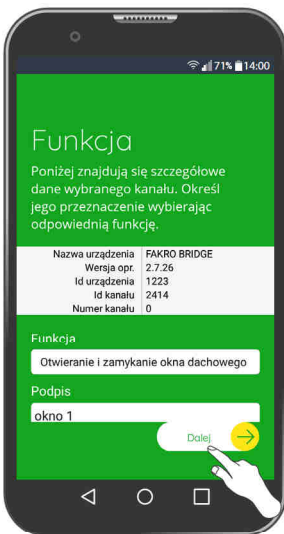 71% 14:00
Funkcja
Poniżej znajdują się szczegółowe
dane wybranego kanału. Określ
jego przeznaczenie wybierając
odpowiednią funkcję.
Nazwa urządzenia FAKRO BRIDGE
Wersja opr. 2.7.26
Id urządzenia 1223
Id kanału 2414
Numer kanału 0
Funkcja
Otwieranie i zamykanie okna dachowego
Podpis
okno 1
Dalej